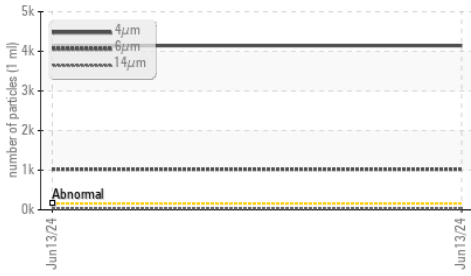 number of particles (1 ml)
5k
4k
3k
2k
1k
0k
4μm
6μm
14μm
Abnormal
Jun13/24
Jun13/24